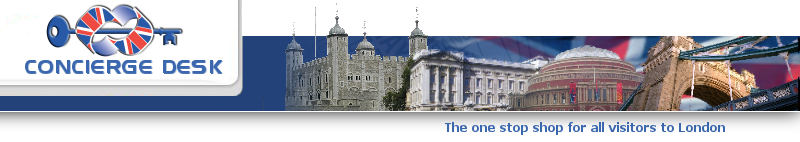 CONCIERGE DESK
The one stop shop for all visitors to London